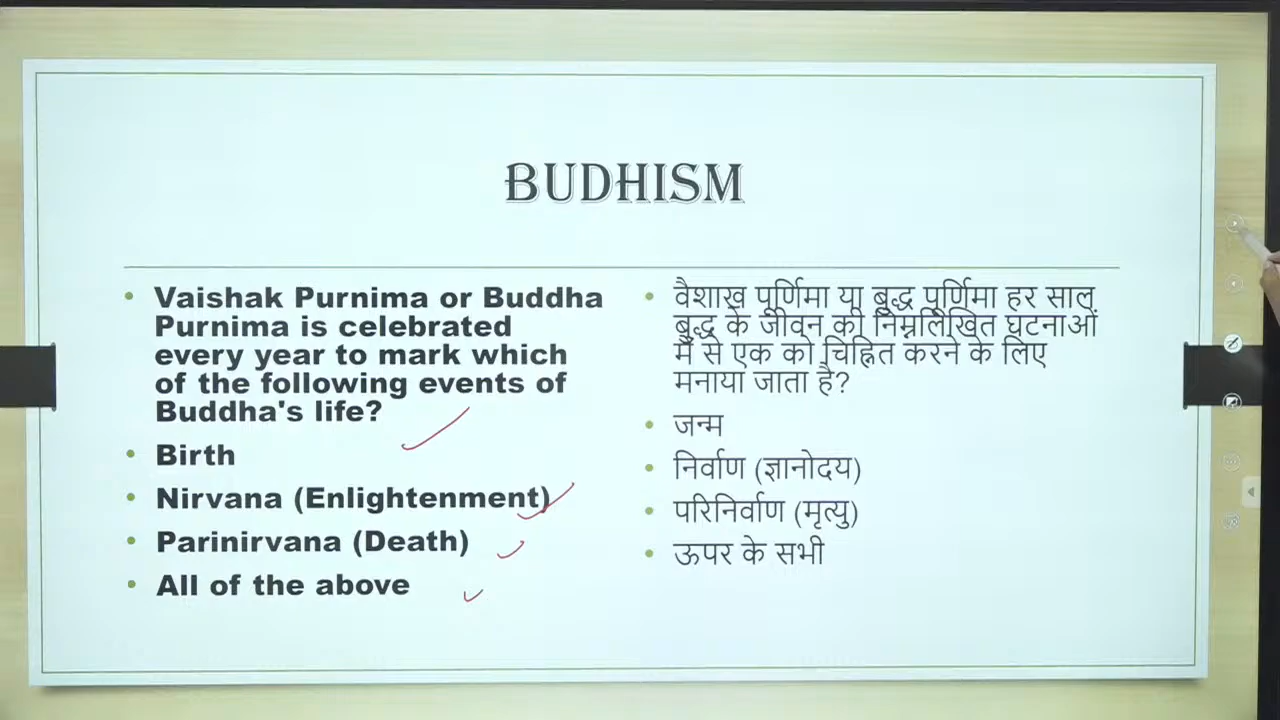 BUDHISM
Vaishak Purnima or Buddha
Purnima is celebrated
every year to mark which
of the following events of
Buddha's life?
Birth
Nirvana (Enlightenment)
Parinirvana (Death)
All of the above
वैशाख पूर्णिमा या बुद्ध पूर्णिमा हर साल
बुद्ध के जीवन की निम्नलिखित घटनाओं
में से एक को चिह्नित करने के लिए
मनाया जाता है?
जन्म
निर्वाण (ज्ञानोदय)
परिनिर्वाण (मृत्यु)
ऊपर के सभी